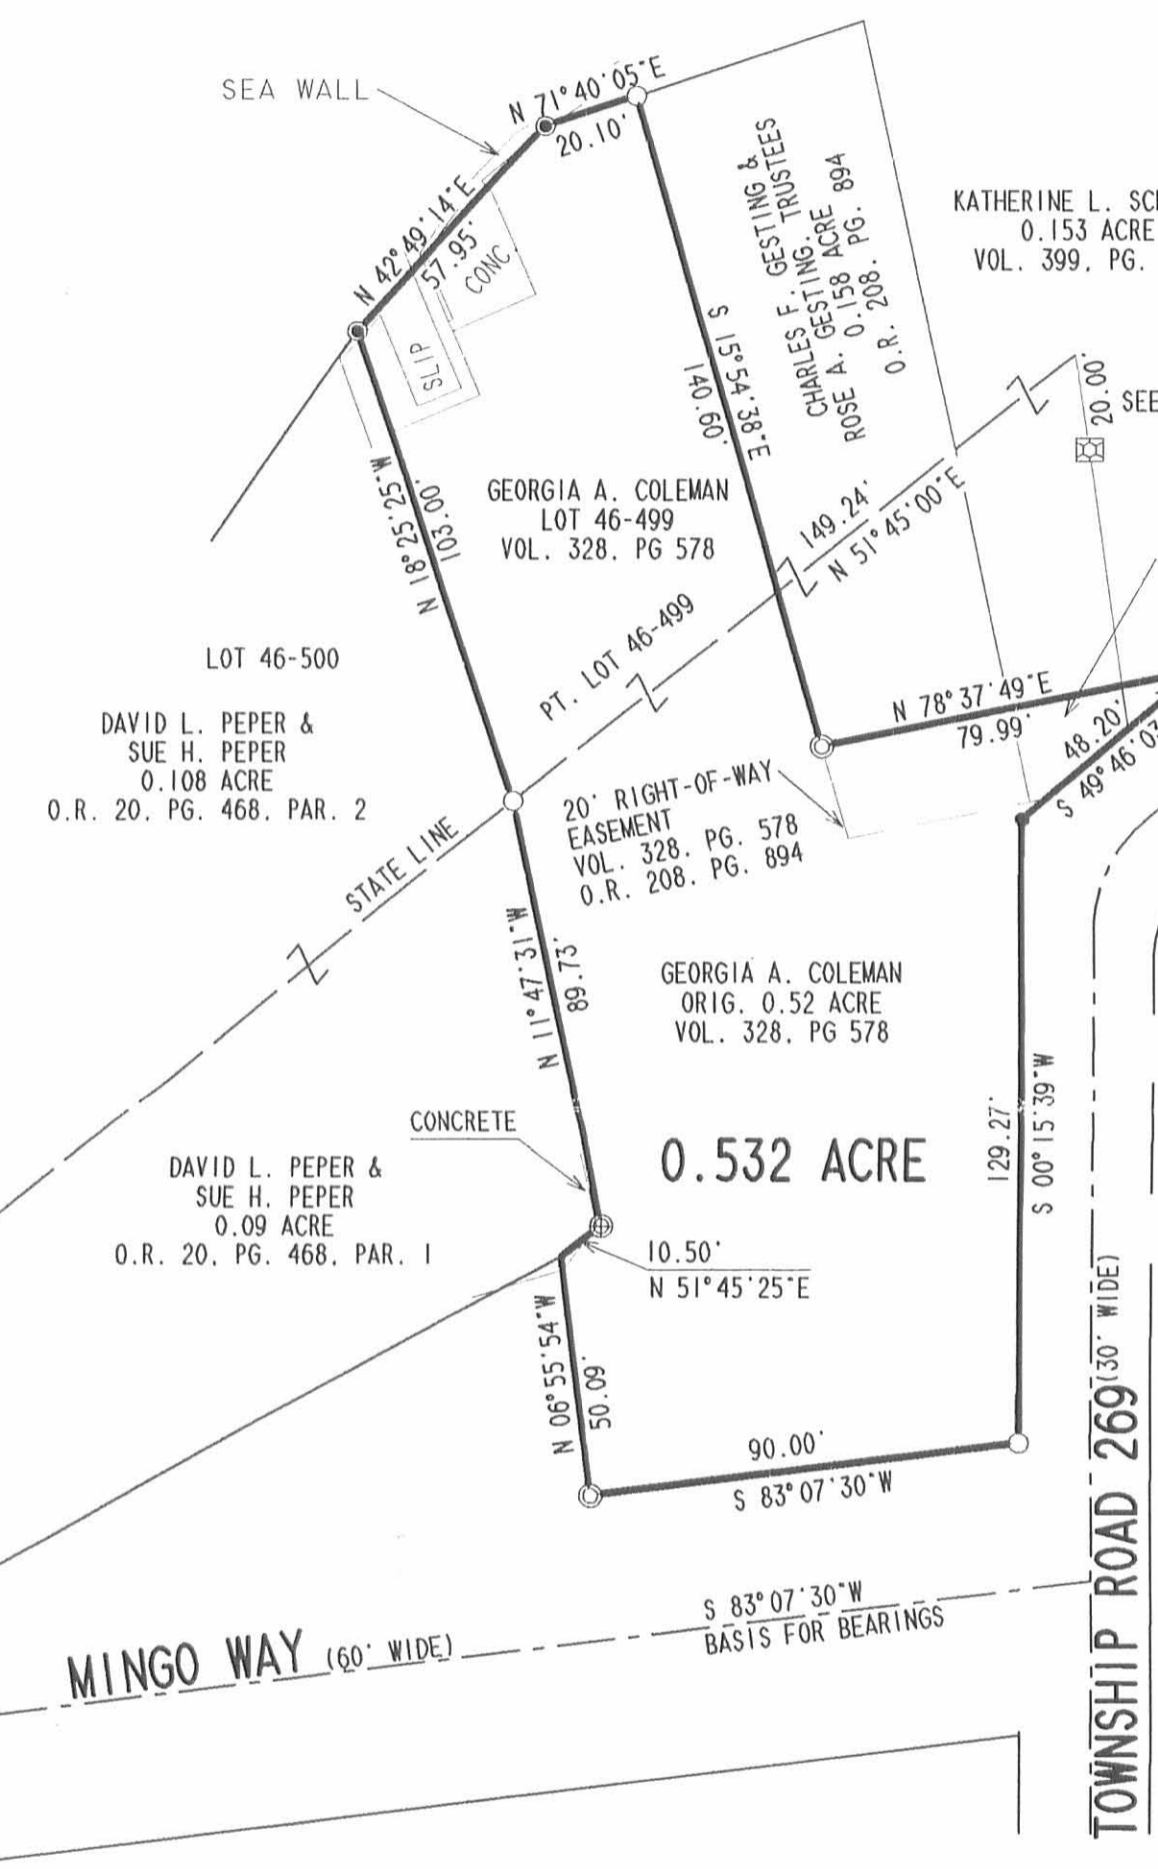 SEA WALL
N 71° 40' 05"E
20.10'
N 42° 49' 14"E
57.95'
CONC
SLIP
CHARLES F. GESTING &
ROSE A. GESTING. TRUSTEES
0.158 ACRE
O.R. 208. PG. 894
KATHERINE L. SCH
0.153 ACRE
VOL. 399. PG.
S 15° 54' 38"E
140.60'
20.00'
SEE
N 18° 25' 25"W
103.00'
GEORGIA A. COLEMAN
LOT 46-499
VOL. 328. PG 578
149.24'
N 51° 45' 00"E
PT. LOT 46-499
LOT 46-500
DAVID L. PEPER &
SUE H. PEPER
0.108 ACRE
O.R. 20. PG. 468. PAR. 2
N 78° 37' 49"E
79.99'
48.20'
S 49° 46' 03
20' RIGHT-OF-WAY
EASEMENT
VOL. 328. PG. 578
O.R. 208. PG. 894
STATE LINE
N 11° 47' 31"W
89.73'
GEORGIA A. COLEMAN
ORIG. 0.52 ACRE
VOL. 328. PG 578
CONCRETE
0.532 ACRE
129.27'
S 00° 15' 39"W
DAVID L. PEPER &
SUE H. PEPER
0.09 ACRE
O.R. 20. PG. 468. PAR. 1
10.50'
N 51° 45' 25"E
N 06° 55' 54"W
50.09'
90.00'
S 83° 07' 30"W
TOWNSHIP ROAD 269 (30' WIDE)
S 83° 07' 30"W
BASIS FOR BEARINGS
MINGO WAY (60' WIDE)